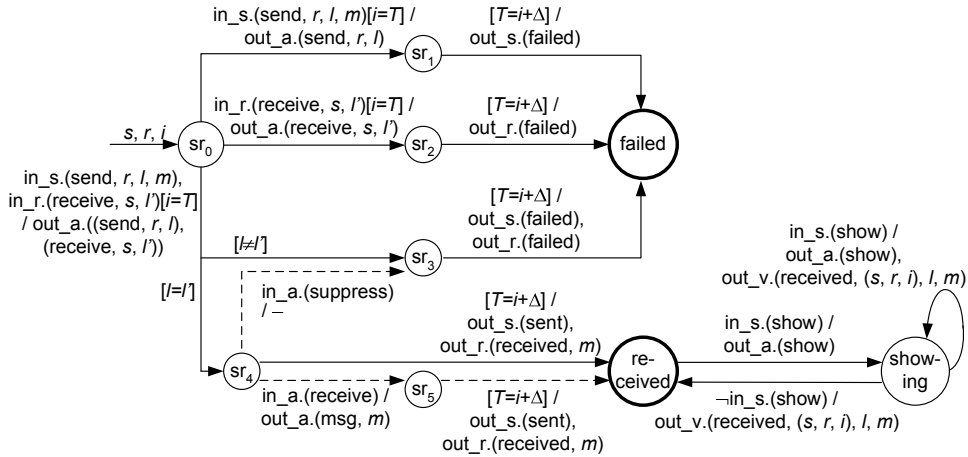 in_s.(send, r, l, m)[i=T] /
out_a.(send, r, l)
[T=i+Δ] /
out_s.(failed)
sr1
in_r.(receive, s, l’)[i=T] /
out_a.(receive, s, l’)
[T=i+Δ] /
out_r.(failed)
s, r, i
sr0
sr2
failed
in_s.(send, r, l, m),
in_r.(receive, s, l’)[i=T]
/ out_a.((send, r, l),
(receive, s, l’))
[T=i+Δ] /
out_s.(failed),
out_r.(failed)
[l≠l’]
sr3
[l=l’]
in_a.(suppress)
/ –
[T=i+Δ] /
out_s.(sent),
out_r.(received, m)
in_s.(show) /
out_a.(show),
out_v.(received, (s, r, i), l, m)
in_s.(show) /
out_a.(show)
sr4
re-
ceived
show-
ing
in_a.(receive) /
out_a.(msg, m)
sr5
[T=i+Δ] /
out_s.(sent),
out_r.(received, m)
¬in_s.(show) /
out_v.(received, (s, r, i), l, m)